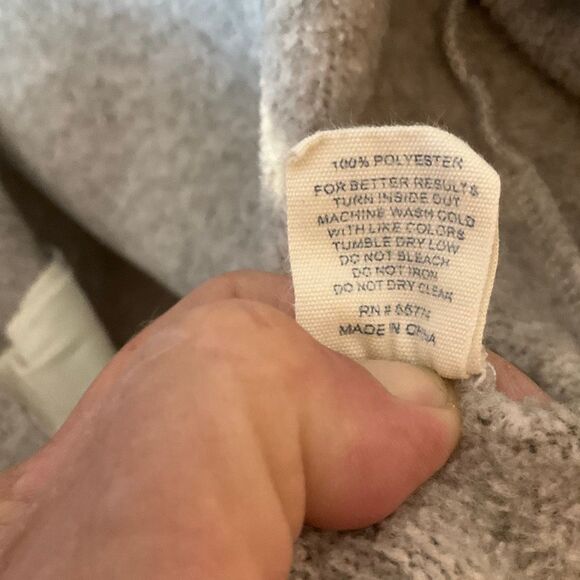 100% POLYESTER
FOR BETTER RESULTS
TURN INSIDE OUT
MACHINE WASH COLD
WITH LIKE COLORS
TUMBLE DRY LOW
DO NOT BLEACH
DO NOT IRON
DO NOT DRY CLEAN
RN #
MADE IN CHINA